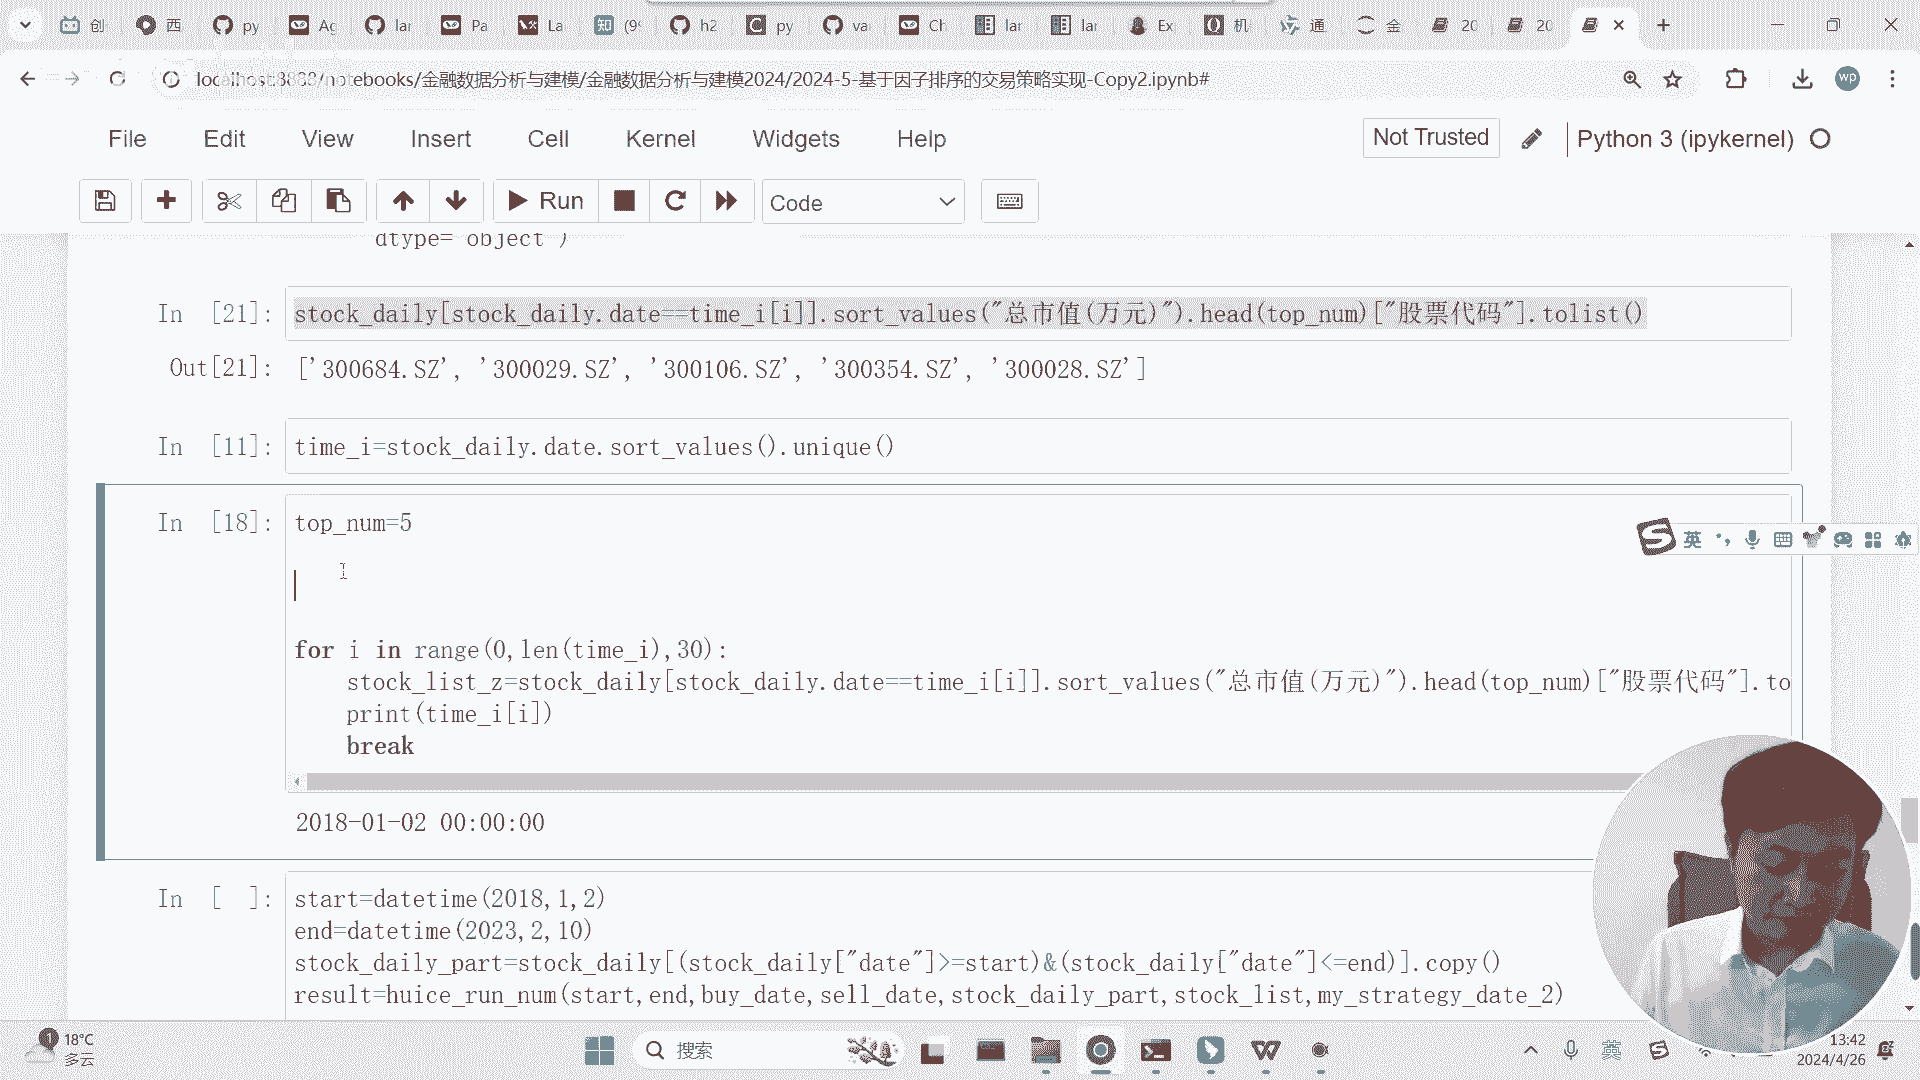 创
西
py
Ag
lar
Pa
La
知 (9
h2
py
va
Ch
lar
lar
Ex
机
通
金
20
20
localhost:8888/notebooks/金融数据分析与建模/金融数据分析与建模2024/2024-5-基于因子排序的交易策略实现-Copy2.ipynb#
wp
File Edit View Insert Cell Kernel Widgets Help
Not Trusted
Python 3 (ipykernel)
Run
Code
dtype='object')
In [21]: stock_daily[stock_daily.date==time_i[i]].sort_values("总市值(万元)").head(top_num)["股票代码"].tolist()
Out[21]: ['300684.SZ', '300029.SZ', '300106.SZ', '300354.SZ', '300028.SZ']
In [11]: time_i=stock_daily.date.sort_values().unique()
In [18]: top_num=5
for i in range(0,len(time_i),30):
stock_list_z=stock_daily[stock_daily.date==time_i[i]].sort_values("总市值(万元)").head(top_num)["股票代码"].to
print(time_i[i])
break
2018-01-02 00:00:00
In [ ]: start=datetime(2018,1,2)
end=datetime(2023,2,10)
stock_daily_part=stock_daily[(stock_daily["date"]>=start)&(stock_daily["date"]<=end)].copy()
result=huice_run_num(start,end,buy_date,sell_date,stock_daily_part,stock_list,my_strategy_date_2)
英
1
18°C
多云
搜索
英
13:42
2024/4/26